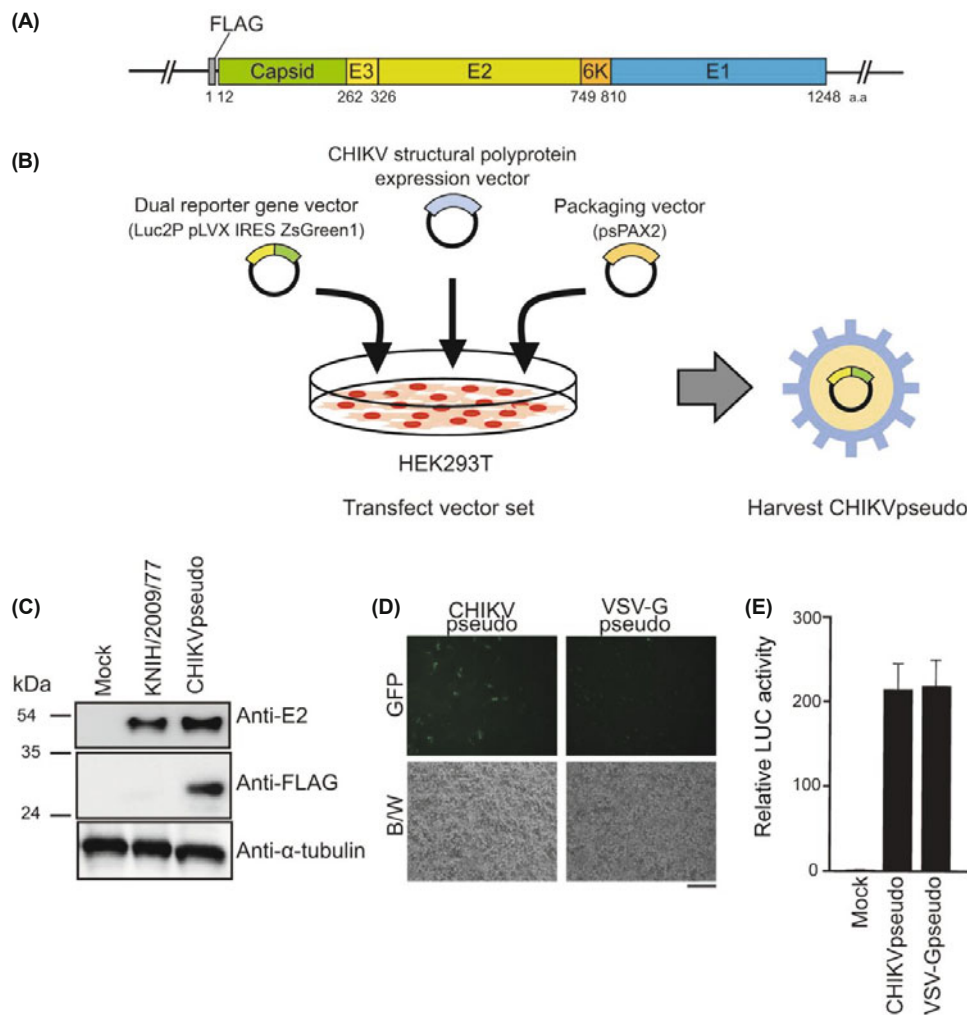 (A)
FLAG
Capsid E3 E2 6K E1
1 12 262 326 749 810 1248 a.a
(B)
CHIKV structural polyprotein
expression vector
Dual reporter gene vector
(Luc2P pLVX IRES ZsGreen1)
Packaging vector
(psPAX2)
HEK293T
Transfect vector set
Harvest CHIKVpseudo
(C)
Mock
KNIH/2009/77
CHIKVpseudo
kDa
54
35
24
Anti-E2
Anti-FLAG
Anti-α-tubulin
(D)
CHIKV
pseudo
VSV-G
pseudo
GFP
B/W
(E)
Relative LUC activity
300
200
100
0
Mock
CHIKVpseudo
VSV-Gpseudo